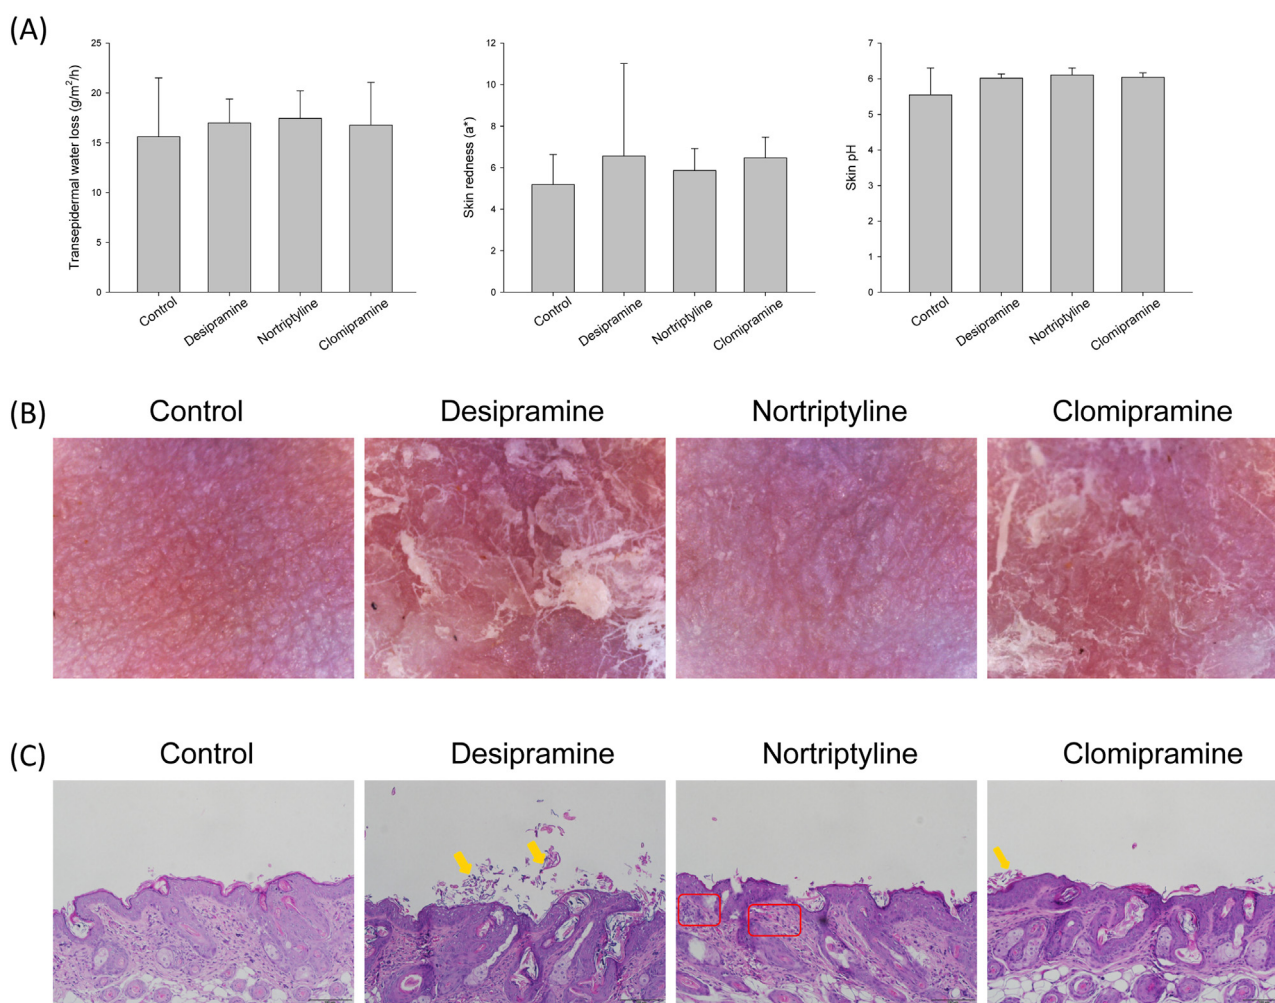 (A)
25
20
15
10
5
0
Transepidermal water loss (g/m²/h)
Control
Desipramine
Nortriptyline
Clomipramine
12
10
8
6
4
2
0
Skin redness (a*)
Control
Desipramine
Nortriptyline
Clomipramine
7
6
5
4
3
2
1
0
Skin pH
Control
Desipramine
Nortriptyline
Clomipramine
(B)
Control
Desipramine
Nortriptyline
Clomipramine
(C)
Control
Desipramine
Nortriptyline
Clomipramine